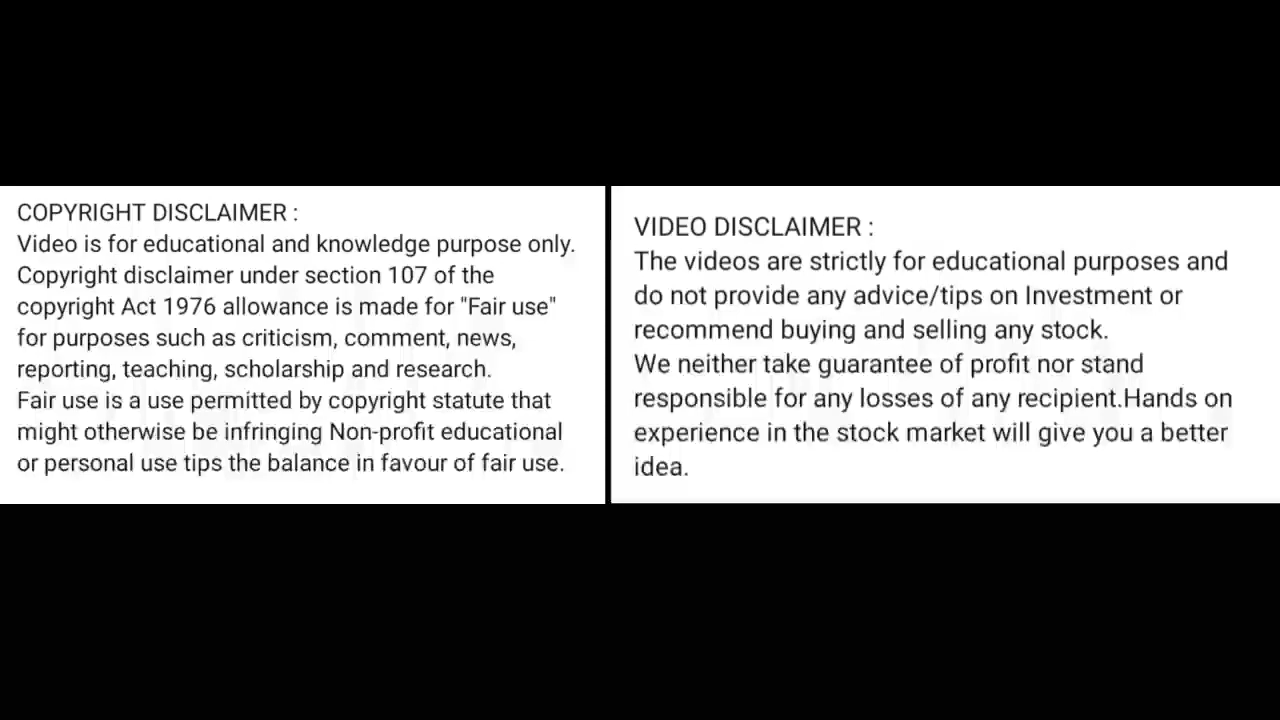 COPYRIGHT DISCLAIMER :
Video is for educational and knowledge purpose only.
Copyright disclaimer under section 107 of the
copyright Act 1976 allowance is made for "Fair use"
for purposes such as criticism, comment, news,
reporting, teaching, scholarship and research.
Fair use is a use permitted by copyright statute that
might otherwise be infringing Non-profit educational
or personal use tips the balance in favour of fair use.
VIDEO DISCLAIMER :
The videos are strictly for educational purposes and
do not provide any advice/tips on Investment or
recommend buying and selling any stock.
We neither take guarantee of profit nor stand
responsible for any losses of any recipient.Hands on
experience in the stock market will give you a better
idea.